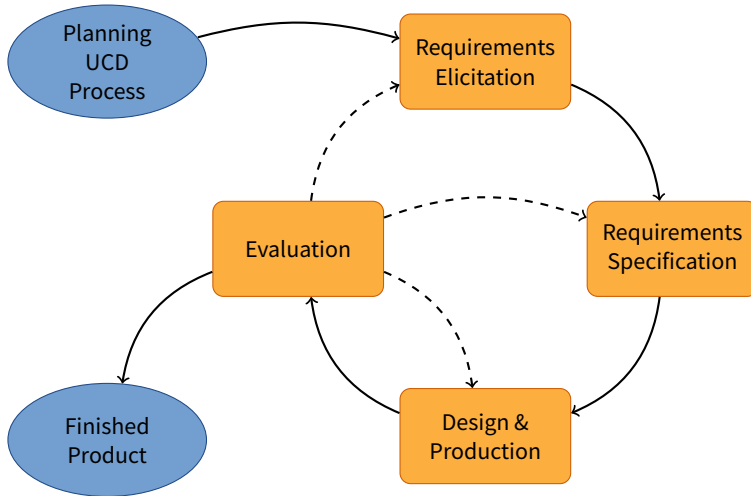 Planning
UCD
Process
Requirements
Elicitation
Evaluation
Requirements
Specification
Finished
Product
Design &
Production